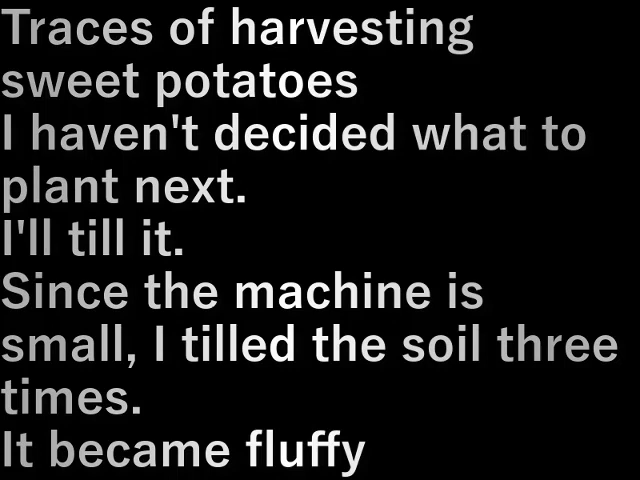 Traces of harvesting
sweet potatoes
I haven't decided what to
plant next.
I'll till it.
Since the machine is
small, I tilled the soil three
times.
It became fluffy